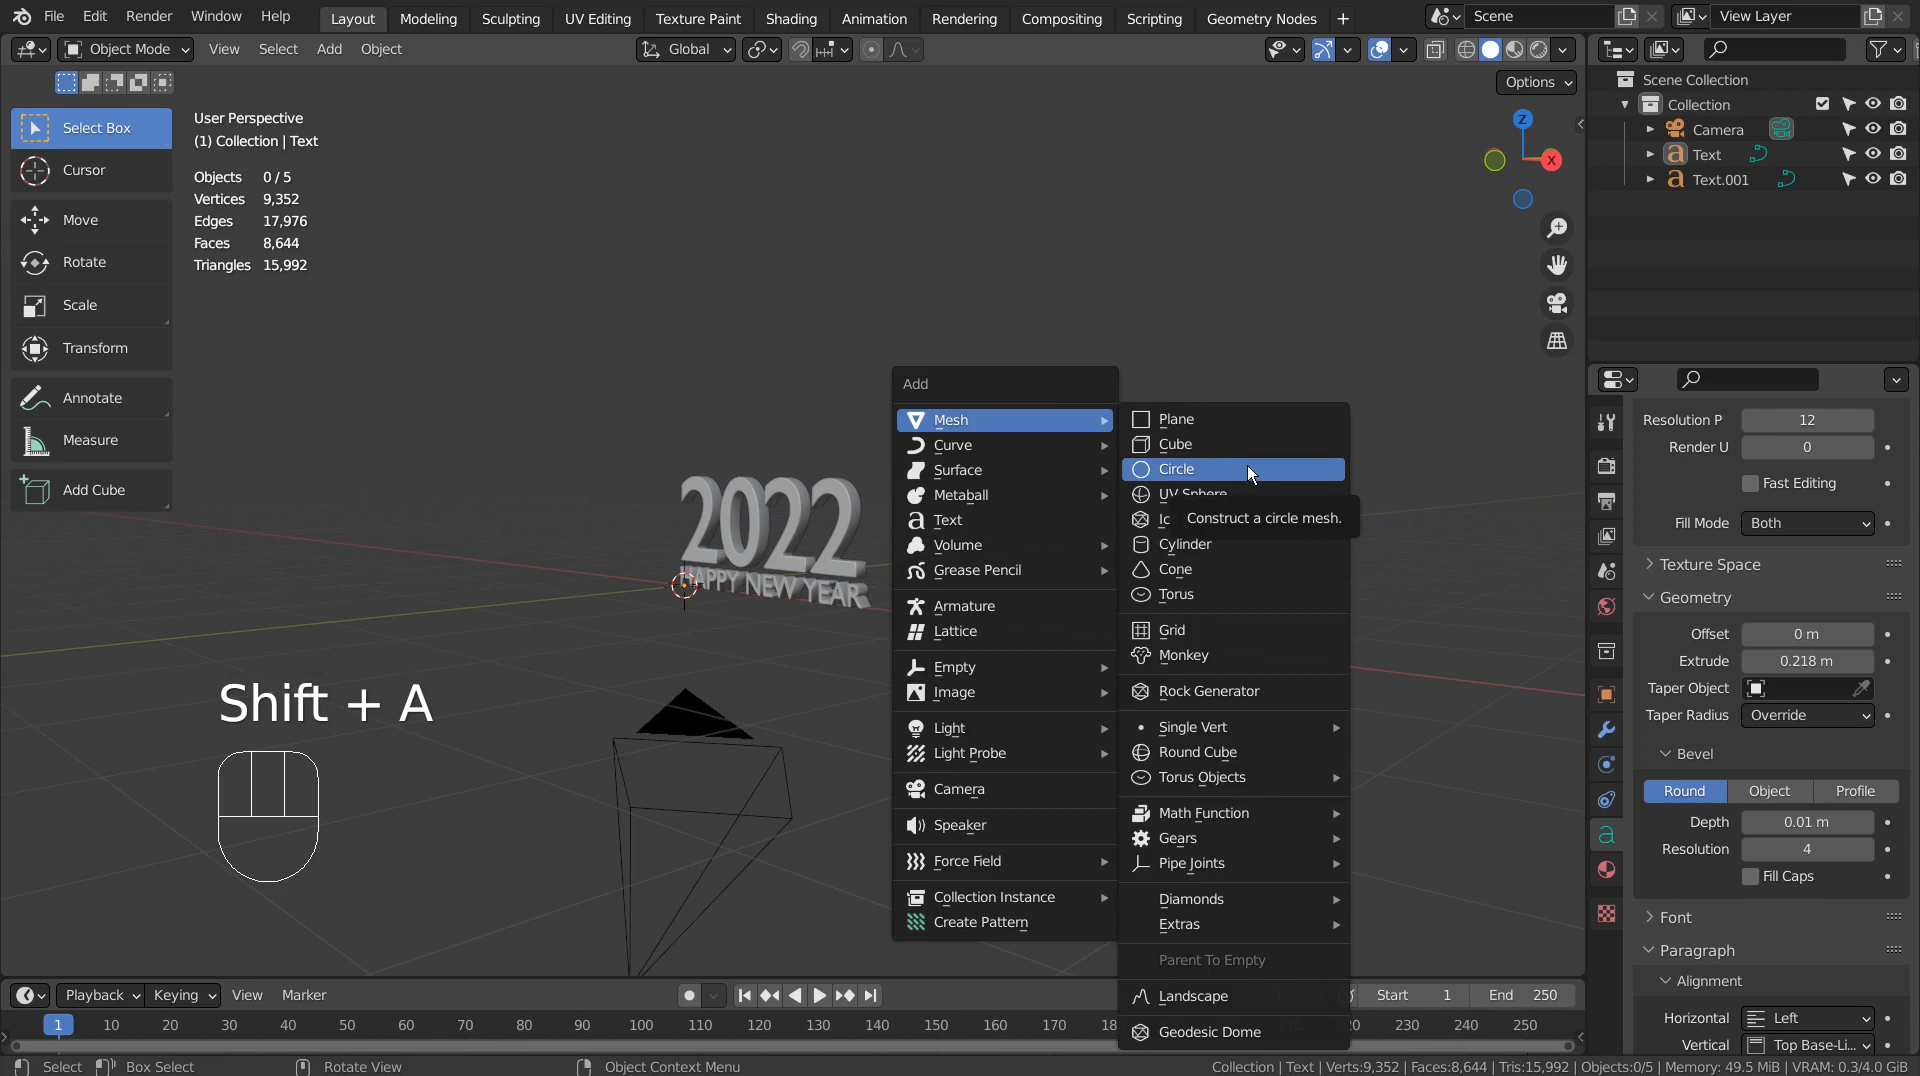 File Edit Render Window Help
Layout Modeling Sculpting UV Editing Texture Paint Shading Animation Rendering Compositing Scripting Geometry Nodes +
Scene
View Layer
Object Mode View Select Add Object
Global
Options
Select Box
Cursor
Move
Rotate
Scale
Transform
Annotate
Measure
Add Cube
User Perspective
(1) Collection | Text
Objects 0 / 5
Vertices 9,352
Edges 17,976
Faces 8,644
Triangles 15,992
Z
X
2022
HAPPY NEW YEAR
Shift + A
Add
Mesh
Curve
Surface
Metaball
Text
Volume
Grease Pencil
Armature
Lattice
Empty
Image
Light
Light Probe
Camera
Speaker
Force Field
Collection Instance
Create Pattern
Plane
Cube
Circle
UV Sphere
Ic
Construct a circle mesh.
Cylinder
Cone
Torus
Grid
Monkey
Rock Generator
Single Vert
Round Cube
Torus Objects
Math Function
Gears
Pipe Joints
Diamonds
Extras
Parent To Empty
Landscape
Geodesic Dome
Scene Collection
Collection
Camera
Text
Text.001
Resolution P 12
Render U 0
Fast Editing
Fill Mode Both
Texture Space
Geometry
Offset 0 m
Extrude 0.218 m
Taper Object
Taper Radius Override
Bevel
Round Object Profile
Depth 0.01 m
Resolution 4
Fill Caps
Font
Paragraph
Alignment
Horizontal Left
Vertical Top Base-Li...
Playback Keying View Marker
Start 1 End 250
1 10 20 30 40 50 60 70 80 90 100 110 120 130 140 150 160 170 18 20 230 240 250
Select Box Select Rotate View Object Context Menu
Collection | Text | Verts:9,352 | Faces:8,644 | Tris:15,992 | Objects:0/5 | Memory: 49.5 MiB | VRAM: 0.3/4.0 GiB